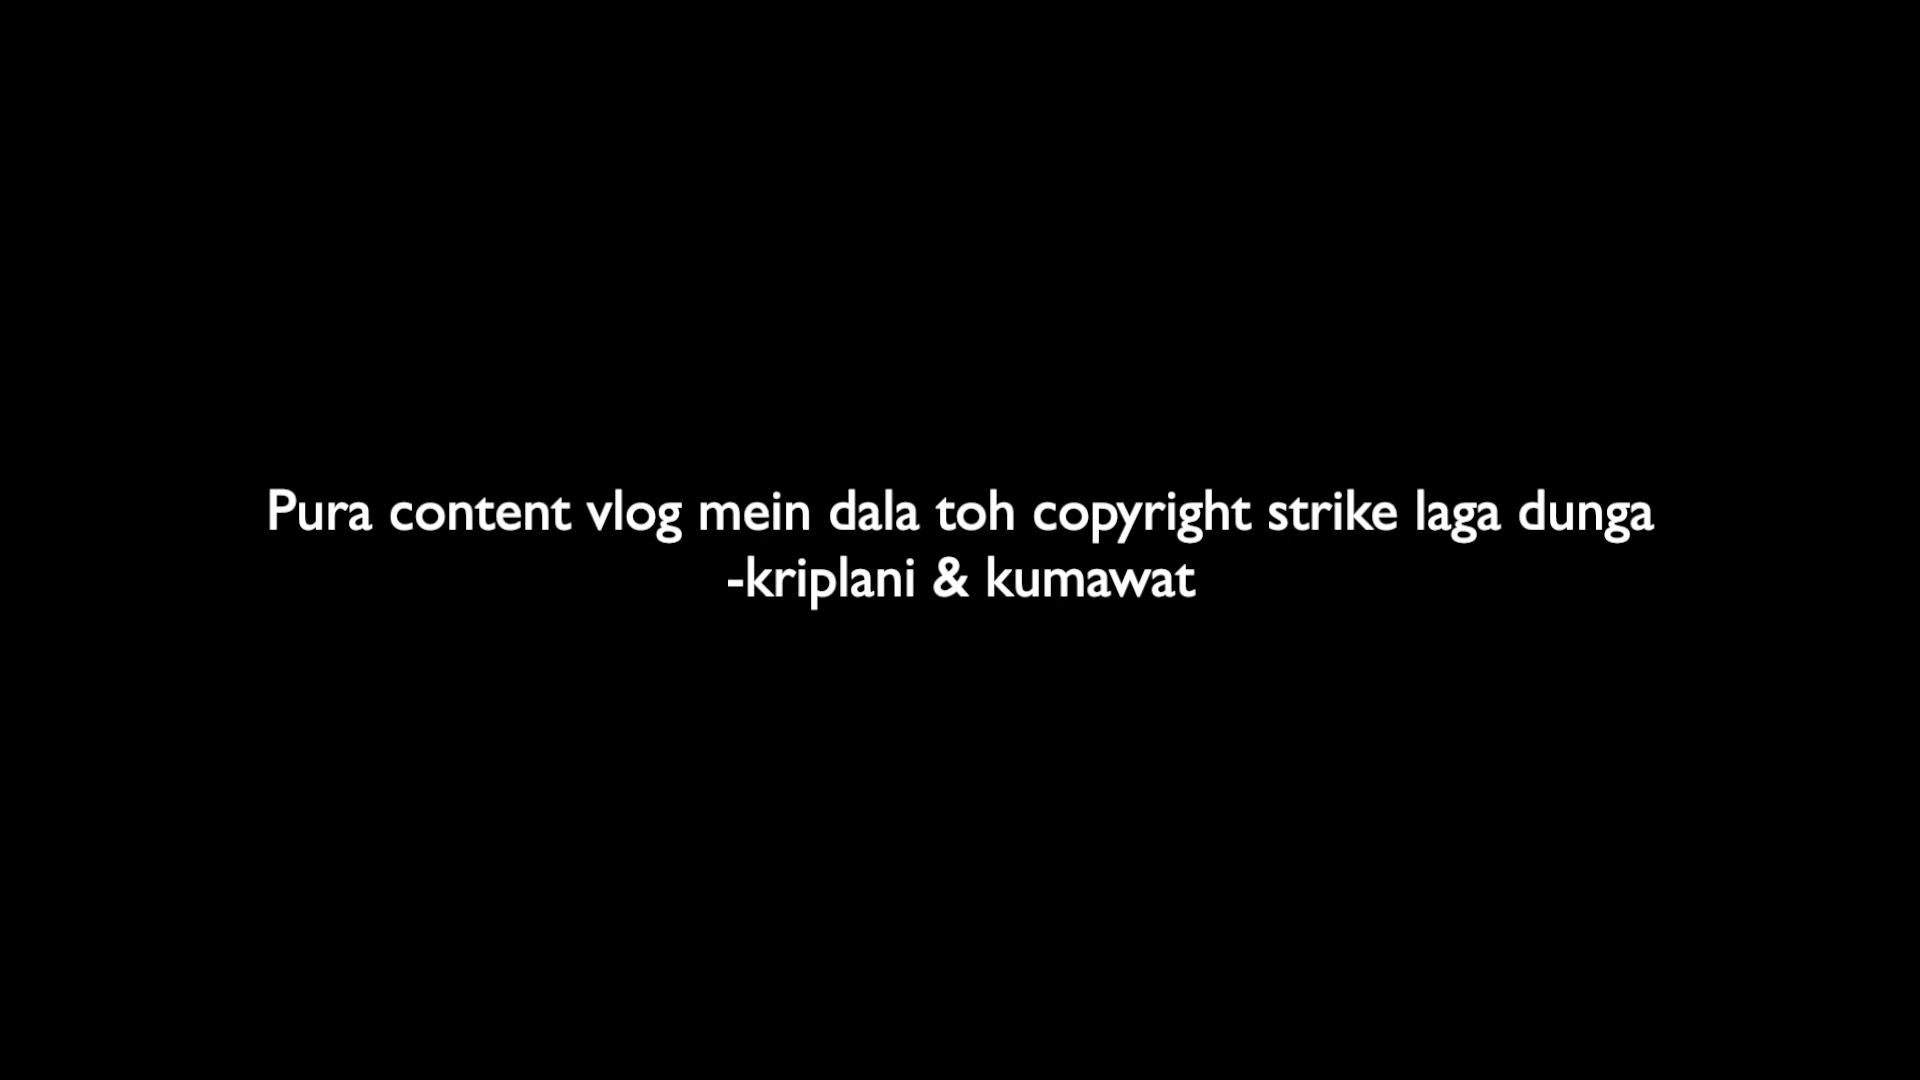 Pura content vlog mein dala toh copyright strike laga dunga
-kriplani & kumawat